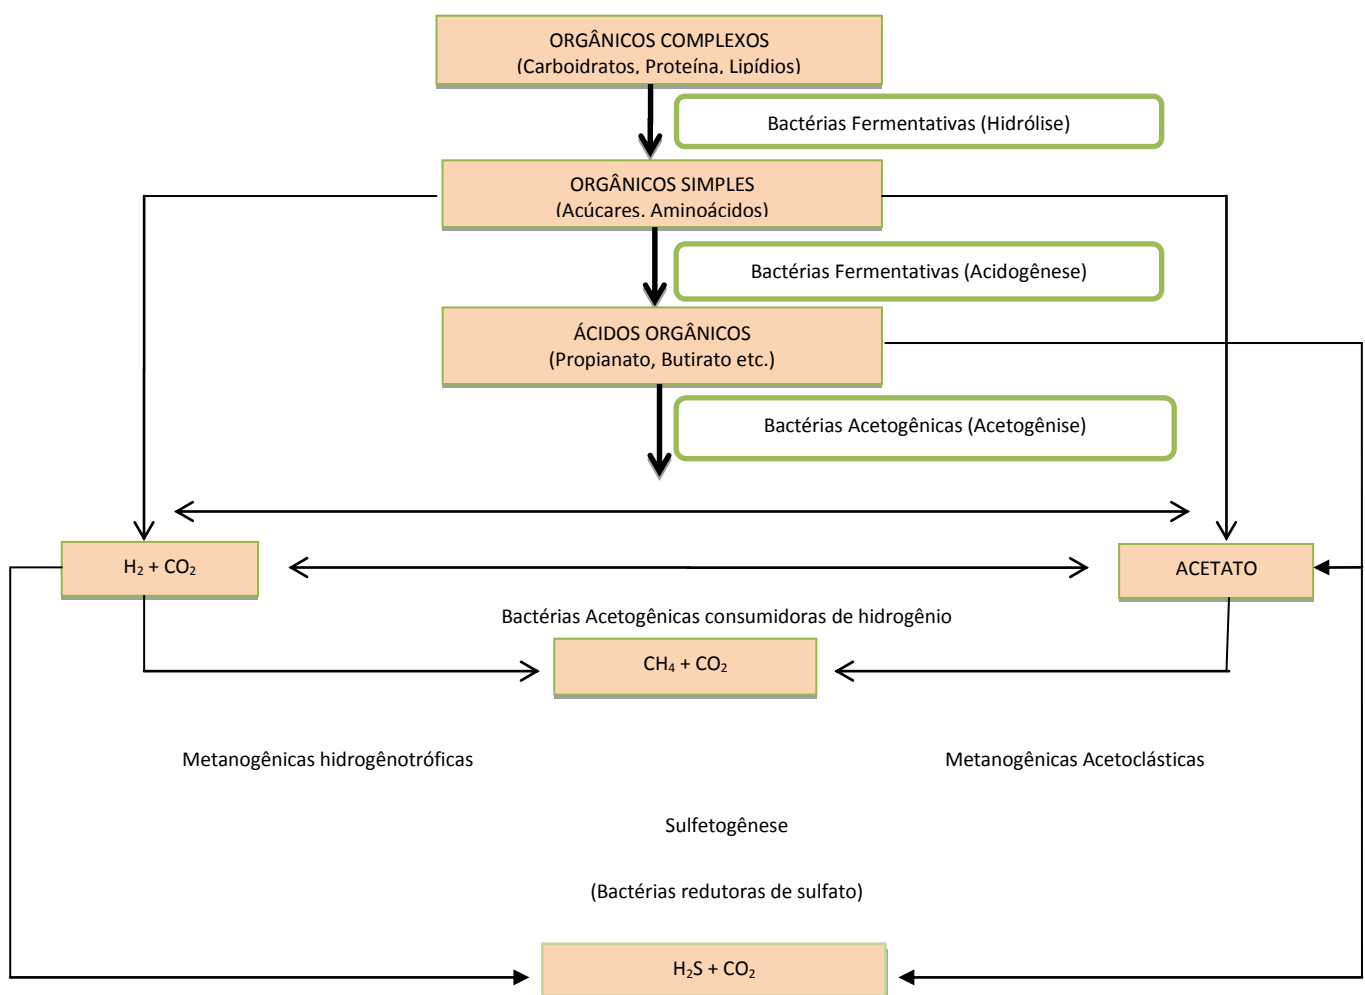 ORGÂNICOS COMPLEXOS
(Carboidratos, Proteína, Lipídios)
Bactérias Fermentativas (Hidrólise)
ORGÂNICOS SIMPLES
(Acúcares, Aminoácidos)
Bactérias Fermentativas (Acidogênese)
ÁCIDOS ORGÂNICOS
(Propianato, Butirato etc.)
Bactérias Acetogênicas (Acetogênise)
H₂ + CO₂
ACETATO
Bactérias Acetogênicas consumidoras de hidrogênio
CH₄ + CO₂
Metanogênicas hidrogênotróficas
Metanogênicas Acetoclásticas
Sulfetogênese
(Bactérias redutoras de sulfato)
H₂S + CO₂